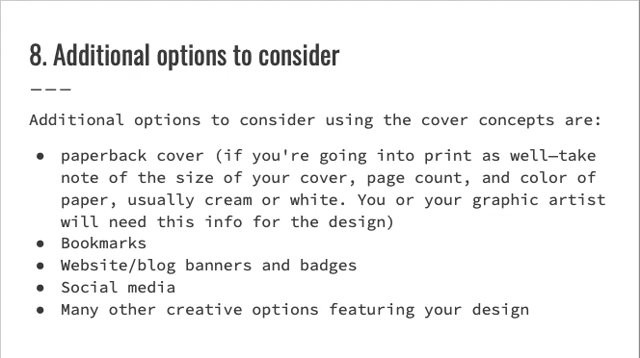 8. Additional options to consider
Additional options to consider using the cover concepts are:
● paperback cover (if you're going into print as well—take
note of the size of your cover, page count, and color of
paper, usually cream or white. You or your graphic artist
will need this info for the design)
● Bookmarks
● Website/blog banners and badges
● Social media
● Many other creative options featuring your design